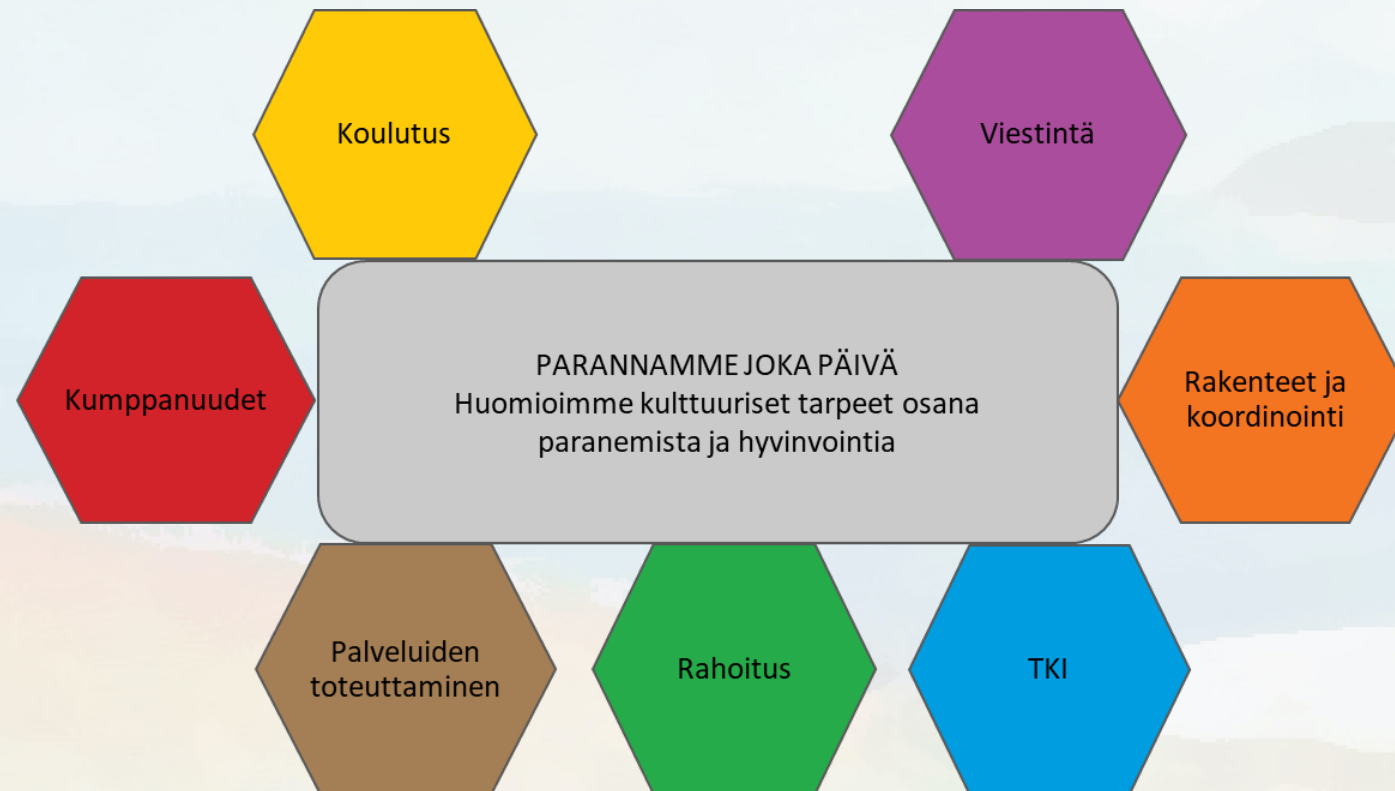 Koulutus
Viestintä
Kumppanuudet
PARANNAMME JOKA PÄIVÄ
Huomioimme kulttuuriset tarpeet osana
paranemista ja hyvinvointia
Rakenteet ja
koordinointi
Palveluiden
toteuttaminen
Rahoitus
TKI